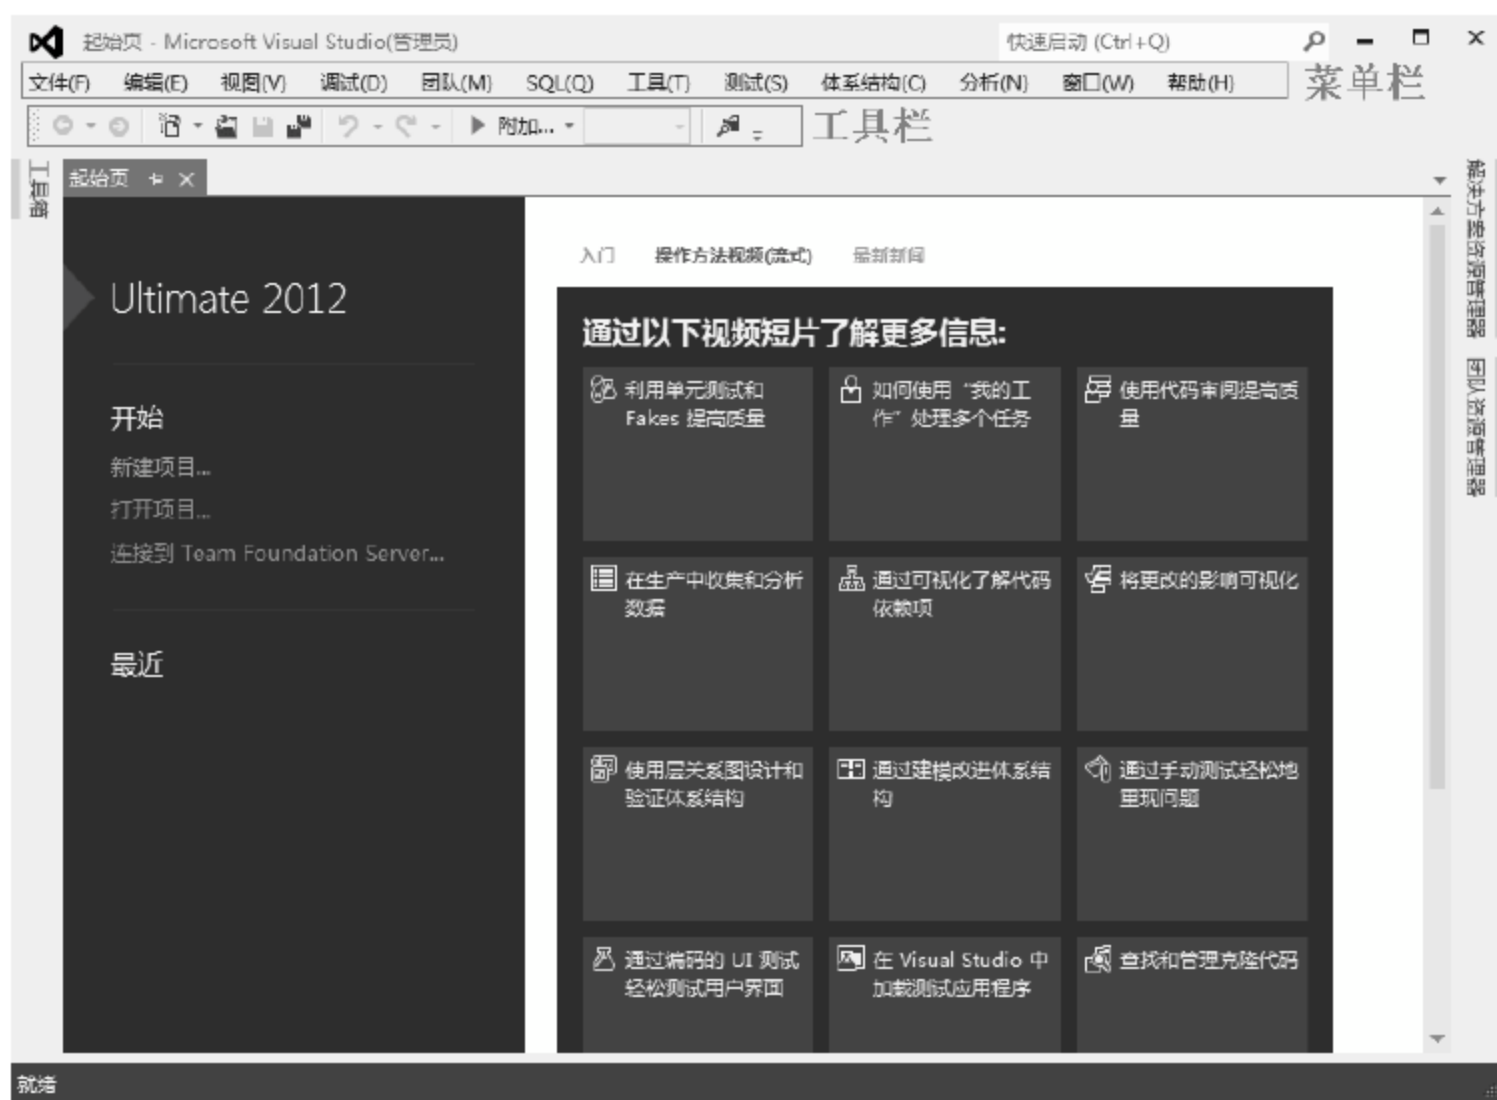 起始页 - Microsoft Visual Studio(管理员)
快速启动 (Ctrl+Q)
文件(F) 编辑(E) 视图(V) 调试(D) 团队(M) SQL(Q) 工具(T) 测试(S) 体系结构(C) 分析(N) 窗口(W) 帮助(H)
菜单栏
附加...
工具栏
工具箱
起始页
解决方案资源管理器
团队资源管理器
Ultimate 2012
开始
新建项目...
打开项目...
连接到 Team Foundation Server...
最近
入门 操作方法视频(流式) 最新新闻
通过以下视频短片了解更多信息:
利用单元测试和
Fakes 提高质量
如何使用“我的工
作”处理多个任务
使用代码审阅提高质
量
在生产中收集和分析
数据
通过可视化了解代码
依赖项
将更改的影响可视化
使用层关系图设计和
验证体系结构
通过建模改进体系结
构
通过手动测试轻松地
重现问题
通过编码的 UI 测试
轻松测试用户界面
在 Visual Studio 中
加载测试应用程序
查找和管理克隆代码
就绪